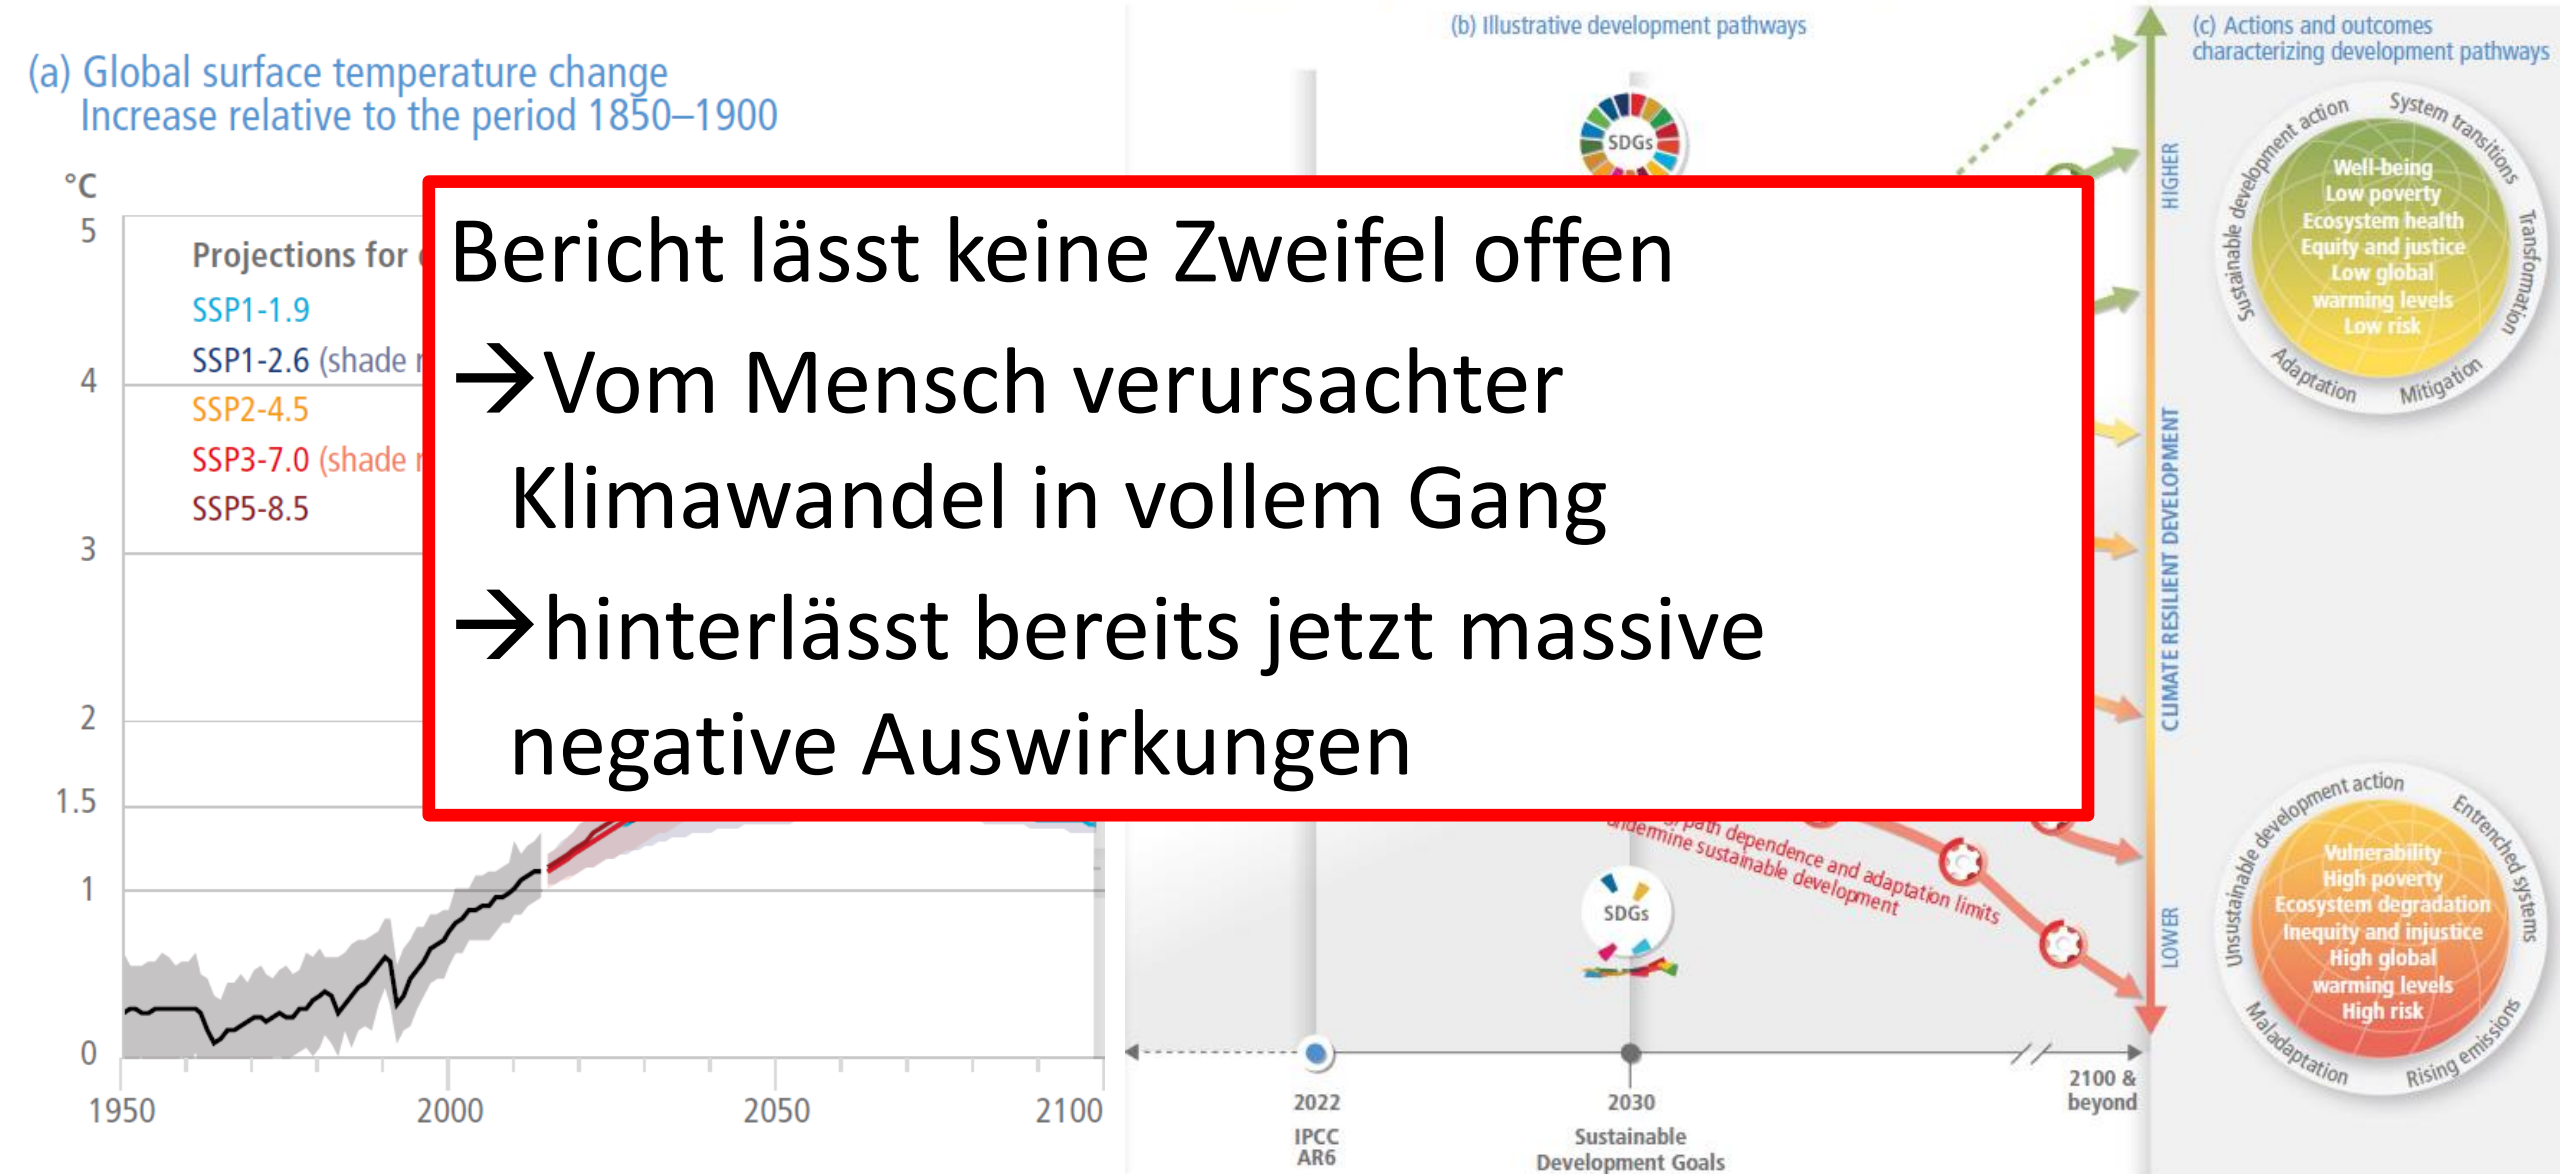 (a) Global surface temperature change
Increase relative to the period 1850–1900
°C
5
4
3
2
1.5
1
0
1950
2000
2050
2100
Projections for
SSP1-1.9
SSP1-2.6 (shade
SSP2-4.5
SSP3-7.0 (shade
SSP5-8.5
Bericht lässt keine Zweifel offen
→Vom Mensch verursachter
Klimawandel in vollem Gang
→hinterlässt bereits jetzt massive
negative Auswirkungen
(b) Illustrative development pathways
SDGs
path dependence and adaptation limits
undermine sustainable development
SDGs
2022
IPCC
AR6
2030
Sustainable
Development Goals
2100 &
beyond
HIGHER
CLIMATE RESILIENT DEVELOPMENT
LOWER
(c) Actions and outcomes
characterizing development pathways
Sustainable development action
System transitions
Transformation
Mitigation
Adaptation
Well-being
Low poverty
Ecosystem health
Equity and justice
Low global
warming levels
Low risk
Unsustainable development action
Entrenched systems
Rising emissions
Maladaptation
Vulnerability
High poverty
Ecosystem degradation
Inequity and injustice
High global
warming levels
High risk